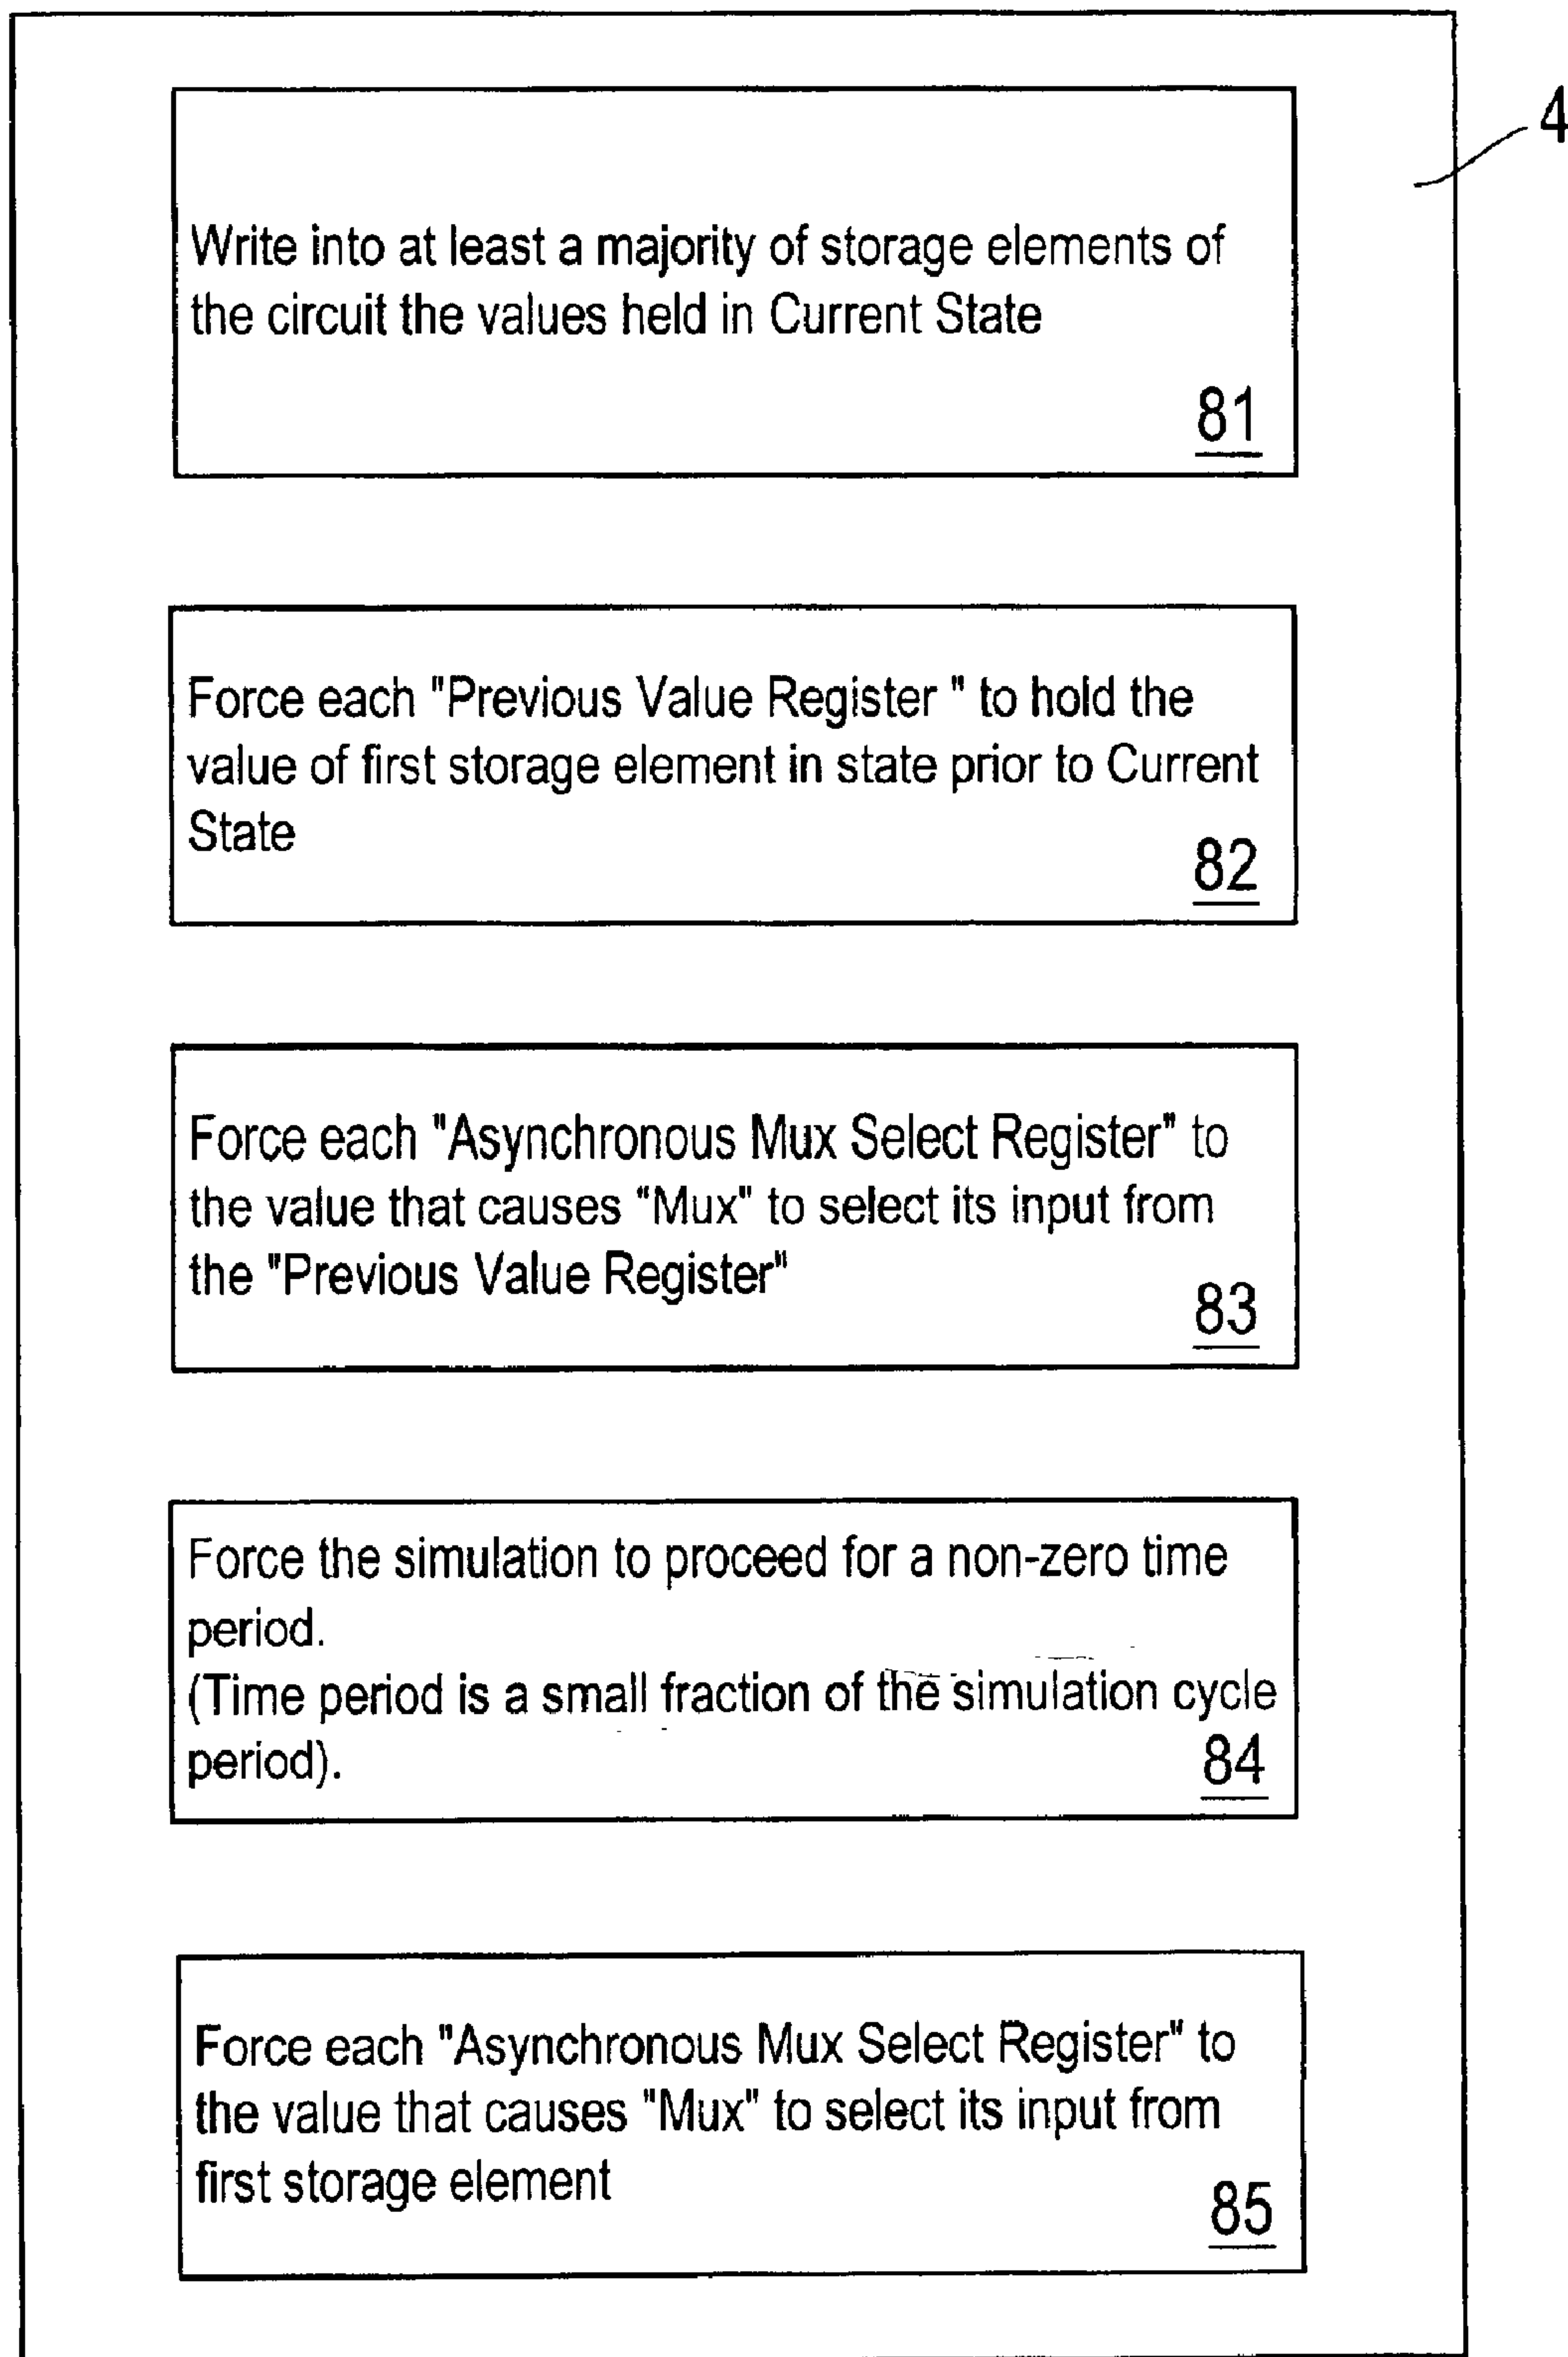 4
Write into at least a majority of storage elements of
the circuit the values held in Current State
81
Force each "Previous Value Register " to hold the
value of first storage element in state prior to Current
State
82
Force each "Asynchronous Mux Select Register" to
the value that causes "Mux" to select its input from
the "Previous Value Register"
83
Force the simulation to proceed for a non-zero time
period.
(Time period is a small fraction of the simulation cycle
period).
84
Force each "Asynchronous Mux Select Register" to
the value that causes "Mux" to select its input from
first storage element
85